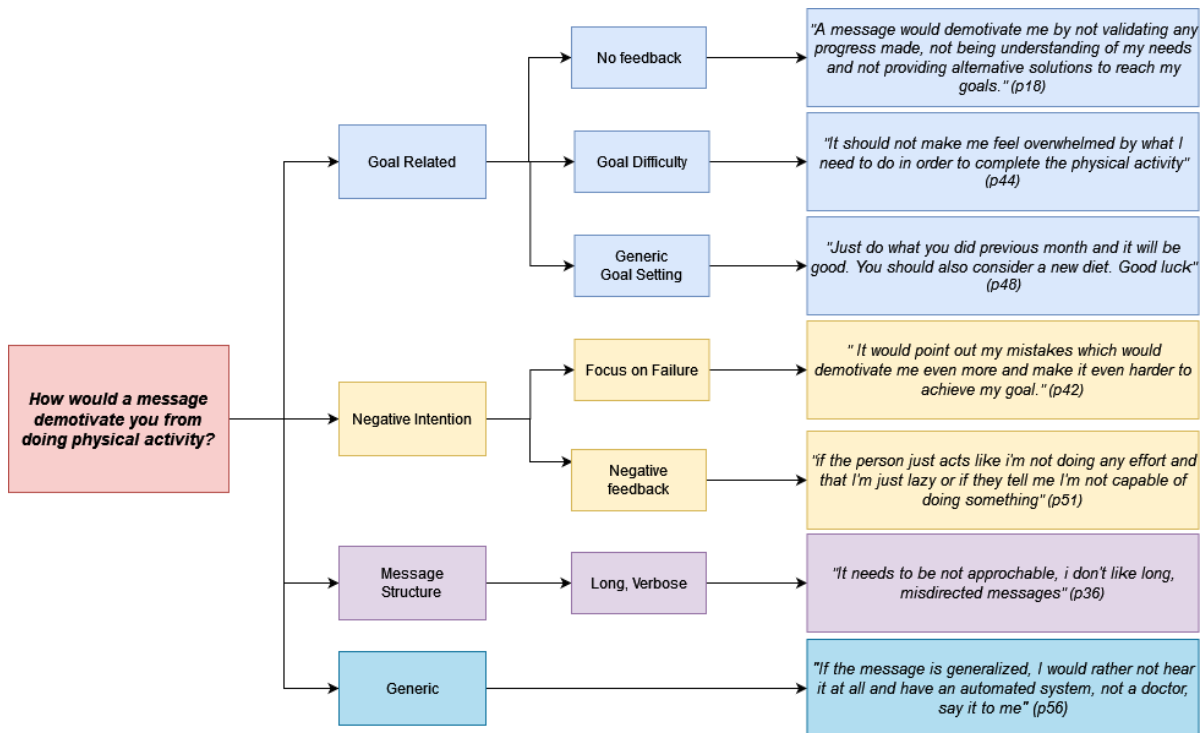 How would a message
demotivate you from
doing physical activity?
Goal Related
No feedback
"A message would demotivate me by not validating any
progress made, not being understanding of my needs
and not providing alternative solutions to reach my
goals." (p18)
Goal Difficulty
"It should not make me feel overwhelmed by what I
need to do in order to complete the physical activity"
(p44)
Generic
Goal Setting
"Just do what you did previous month and it will be
good. You should also consider a new diet. Good luck"
(p48)
Negative Intention
Focus on Failure
" It would point out my mistakes which would
demotivate me even more and make it even harder to
achieve my goal." (p42)
Negative
feedback
"if the person just acts like i'm not doing any effort and
that I'm just lazy or if they tell me I'm not capable of
doing something" (p51)
Message
Structure
Long, Verbose
"It needs to be not approchable, i don't like long,
misdirected messages" (p36)
Generic
"If the message is generalized, I would rather not hear
it at all and have an automated system, not a doctor,
say it to me" (p56)